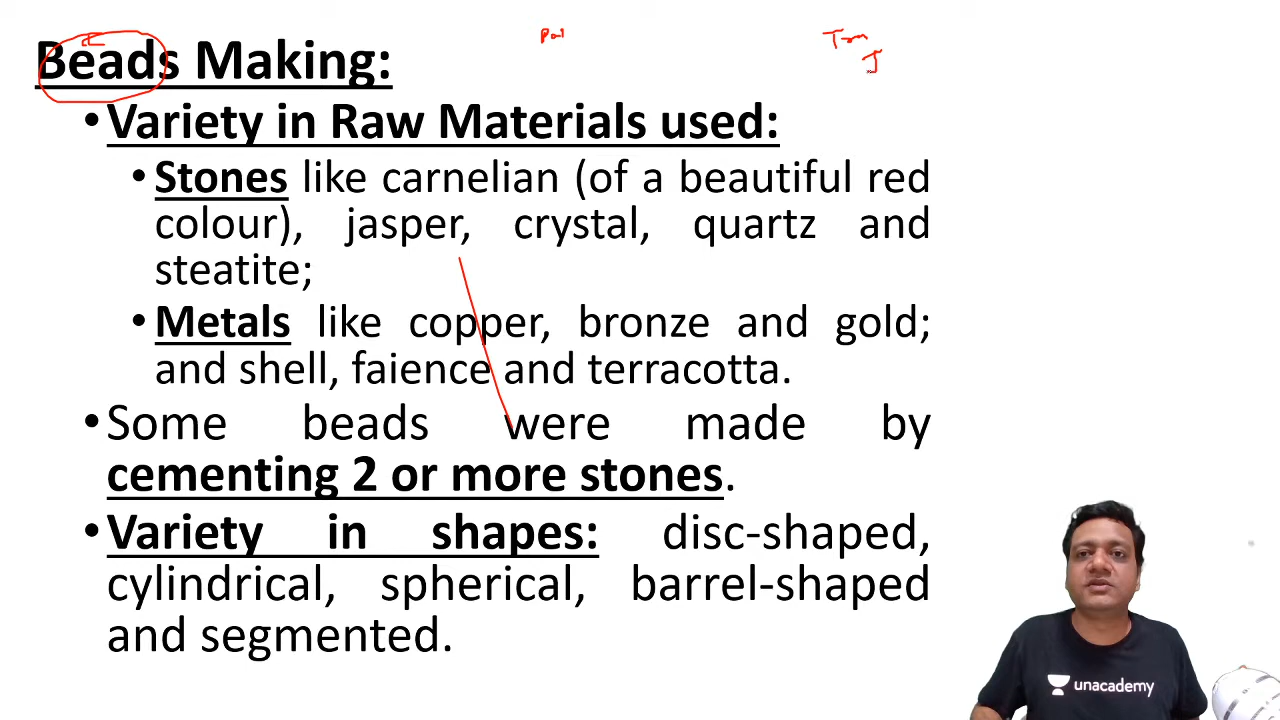 Beads Making:
•Variety in Raw Materials used:
•Stones like carnelian (of a beautiful red
colour), jasper, crystal, quartz and
steatite;
•Metals like copper, bronze and gold;
and shell, faience and terracotta.
•Some beads were made by
cementing 2 or more stones.
•Variety in shapes: disc-shaped,
cylindrical, spherical, barrel-shaped
and segmented.
unacademy